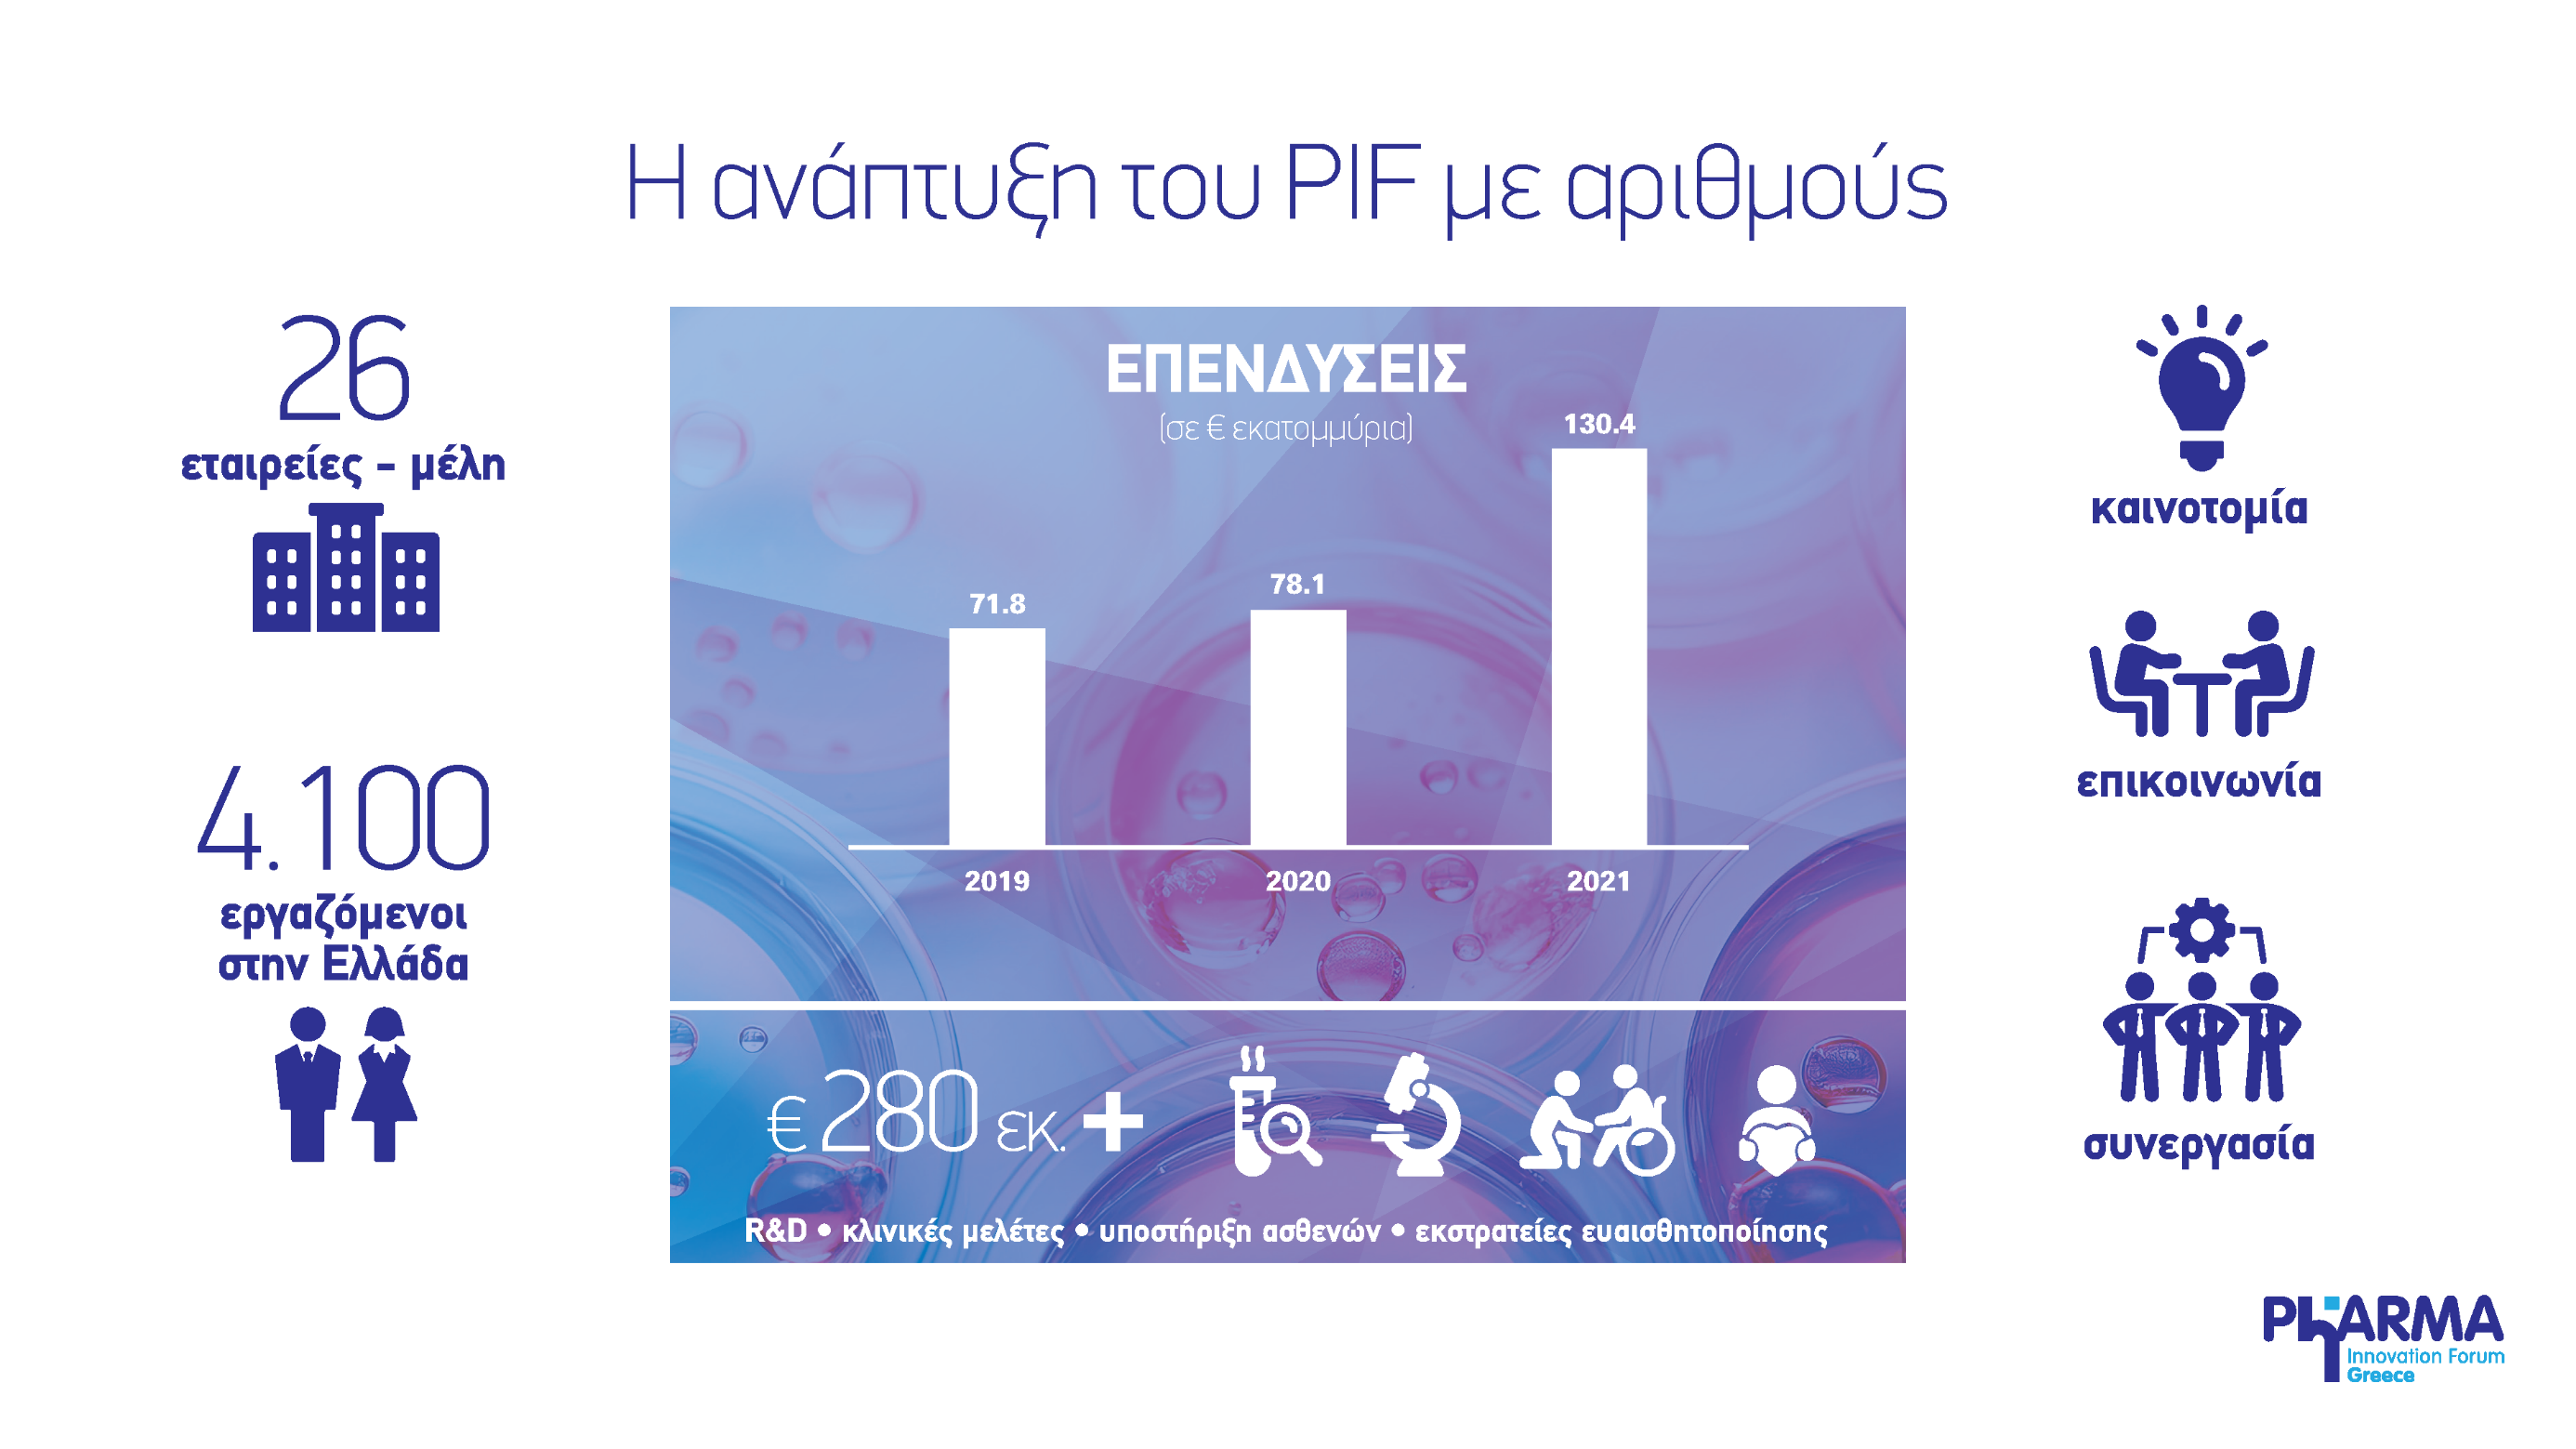 Η ανάπτυξη του PIF με αριθμούς
26
εταιρείες - μέλη
4.100
εργαζόμενοι
στην Ελλάδα
ΕΠΕΝΔΥΣΕΙΣ
(σε € εκατομμύρια)
71.8
78.1
130.4
2019
2020
2021
€ 280 εκ. +
R&D • κλινικές μελέτες • υποστήριξη ασθενών • εκστρατείες ευαισθητοποίησης
καινοτομία
επικοινωνία
συνεργασία
PhARMA
Innovation Forum
Greece